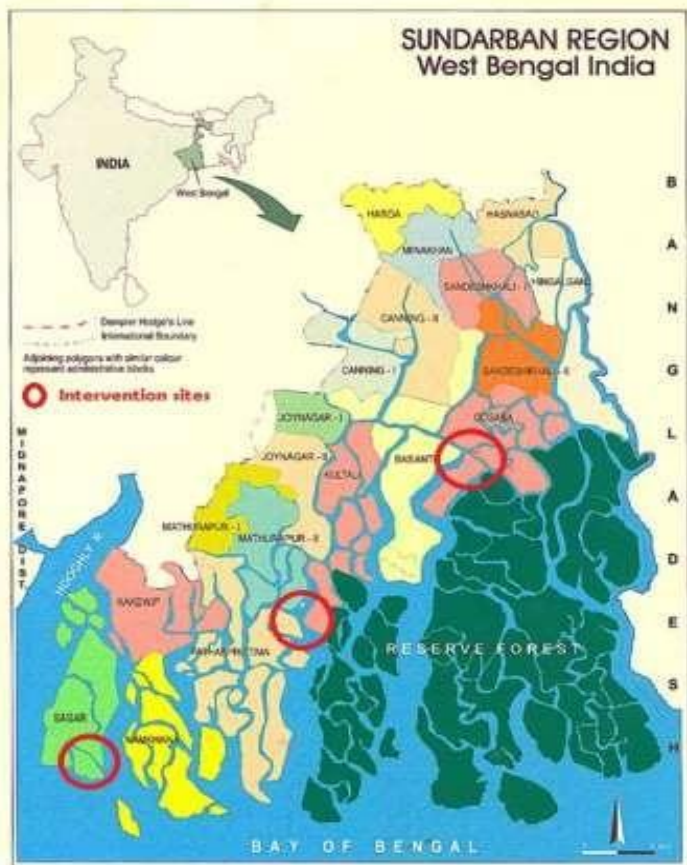 SUNDARBAN REGION
West Bengal India
INDIA
West Bengal
Dampier Hodge's Line
International Boundary
Adjoining polygons with similar colour
represent administrative blocks
Intervention sites
BANGLADESH
MIDNAPORE DIST.
HOOGHLY R.
HAROA
HASNABAD
MINAKHAN
SANDESHKHALI - I
HINGALGANJ
CANNING - II
CANNING - I
SANDESHKHALI - II
GOSABA
JOYNAGAR - I
JOYNAGAR - II
KULTALI
BASANTI
MATHURAPUR - I
MATHURAPUR - II
KAKDWIP
PATHARPRATIMA
RESERVE FOREST
SAGAR
NAMKHANA
BAY OF BENGAL